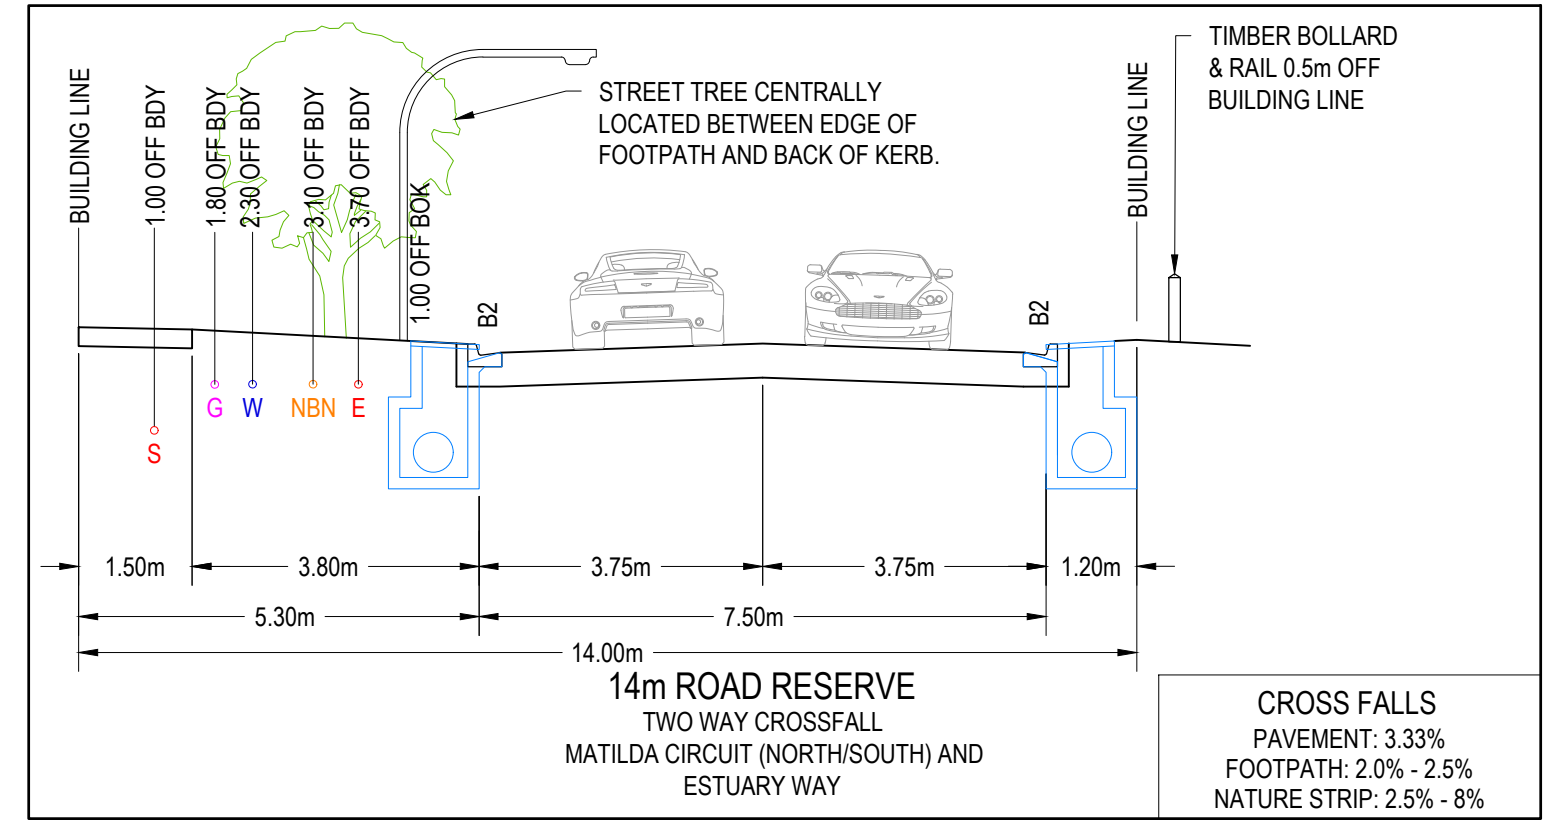 BUILDING LINE
1.00 OFF BDY
1.80 OFF BDY
2.30 OFF BDY
3.10 OFF BDY
3.70 OFF BDY
1.00 OFF BOK
B2
STREET TREE CENTRALLY
LOCATED BETWEEN EDGE OF
FOOTPATH AND BACK OF KERB.
B2
BUILDING LINE
TIMBER BOLLARD
& RAIL 0.5m OFF
BUILDING LINE
G
W
NBN
E
S
1.50m
3.80m
3.75m
3.75m
1.20m
5.30m
7.50m
14.00m
14m ROAD RESERVE
TWO WAY CROSSFALL
MATILDA CIRCUIT (NORTH/SOUTH) AND
ESTUARY WAY
CROSS FALLS
PAVEMENT: 3.33%
FOOTPATH: 2.0% - 2.5%
NATURE STRIP: 2.5% - 8%